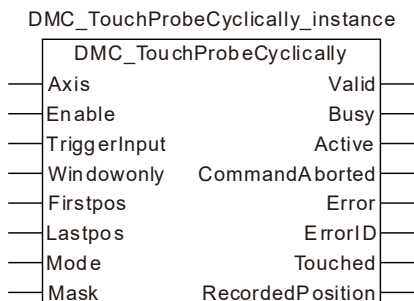 DMC_TouchProbeCyclically_instance
DMC_TouchProbeCyclically
Axis Valid
Enable Busy
TriggerInput Active
Windowonly CommandAborted
Firstpos Error
Lastpos ErrorID
Mode Touched
Mask RecordedPosition